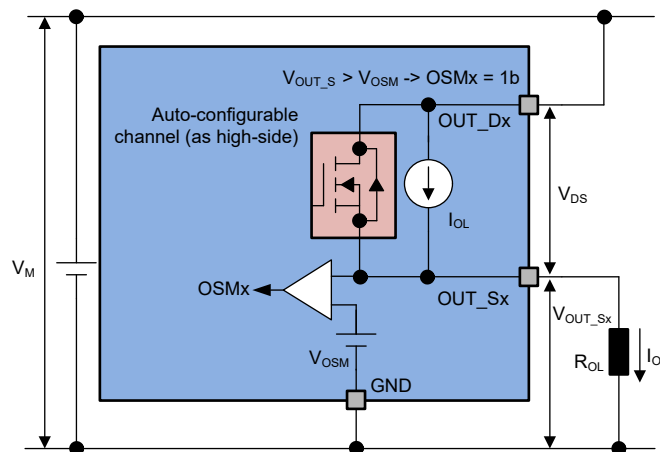 V_OUT_S > V_OSM -> OSMx = 1b
Auto-configurable
channel (as high-side)
OUT_Dx
I_OL
V_DS
V_M
OSMx
OUT_Sx
V_OSM
V_OUT_Sx
GND
R_OL
I_O